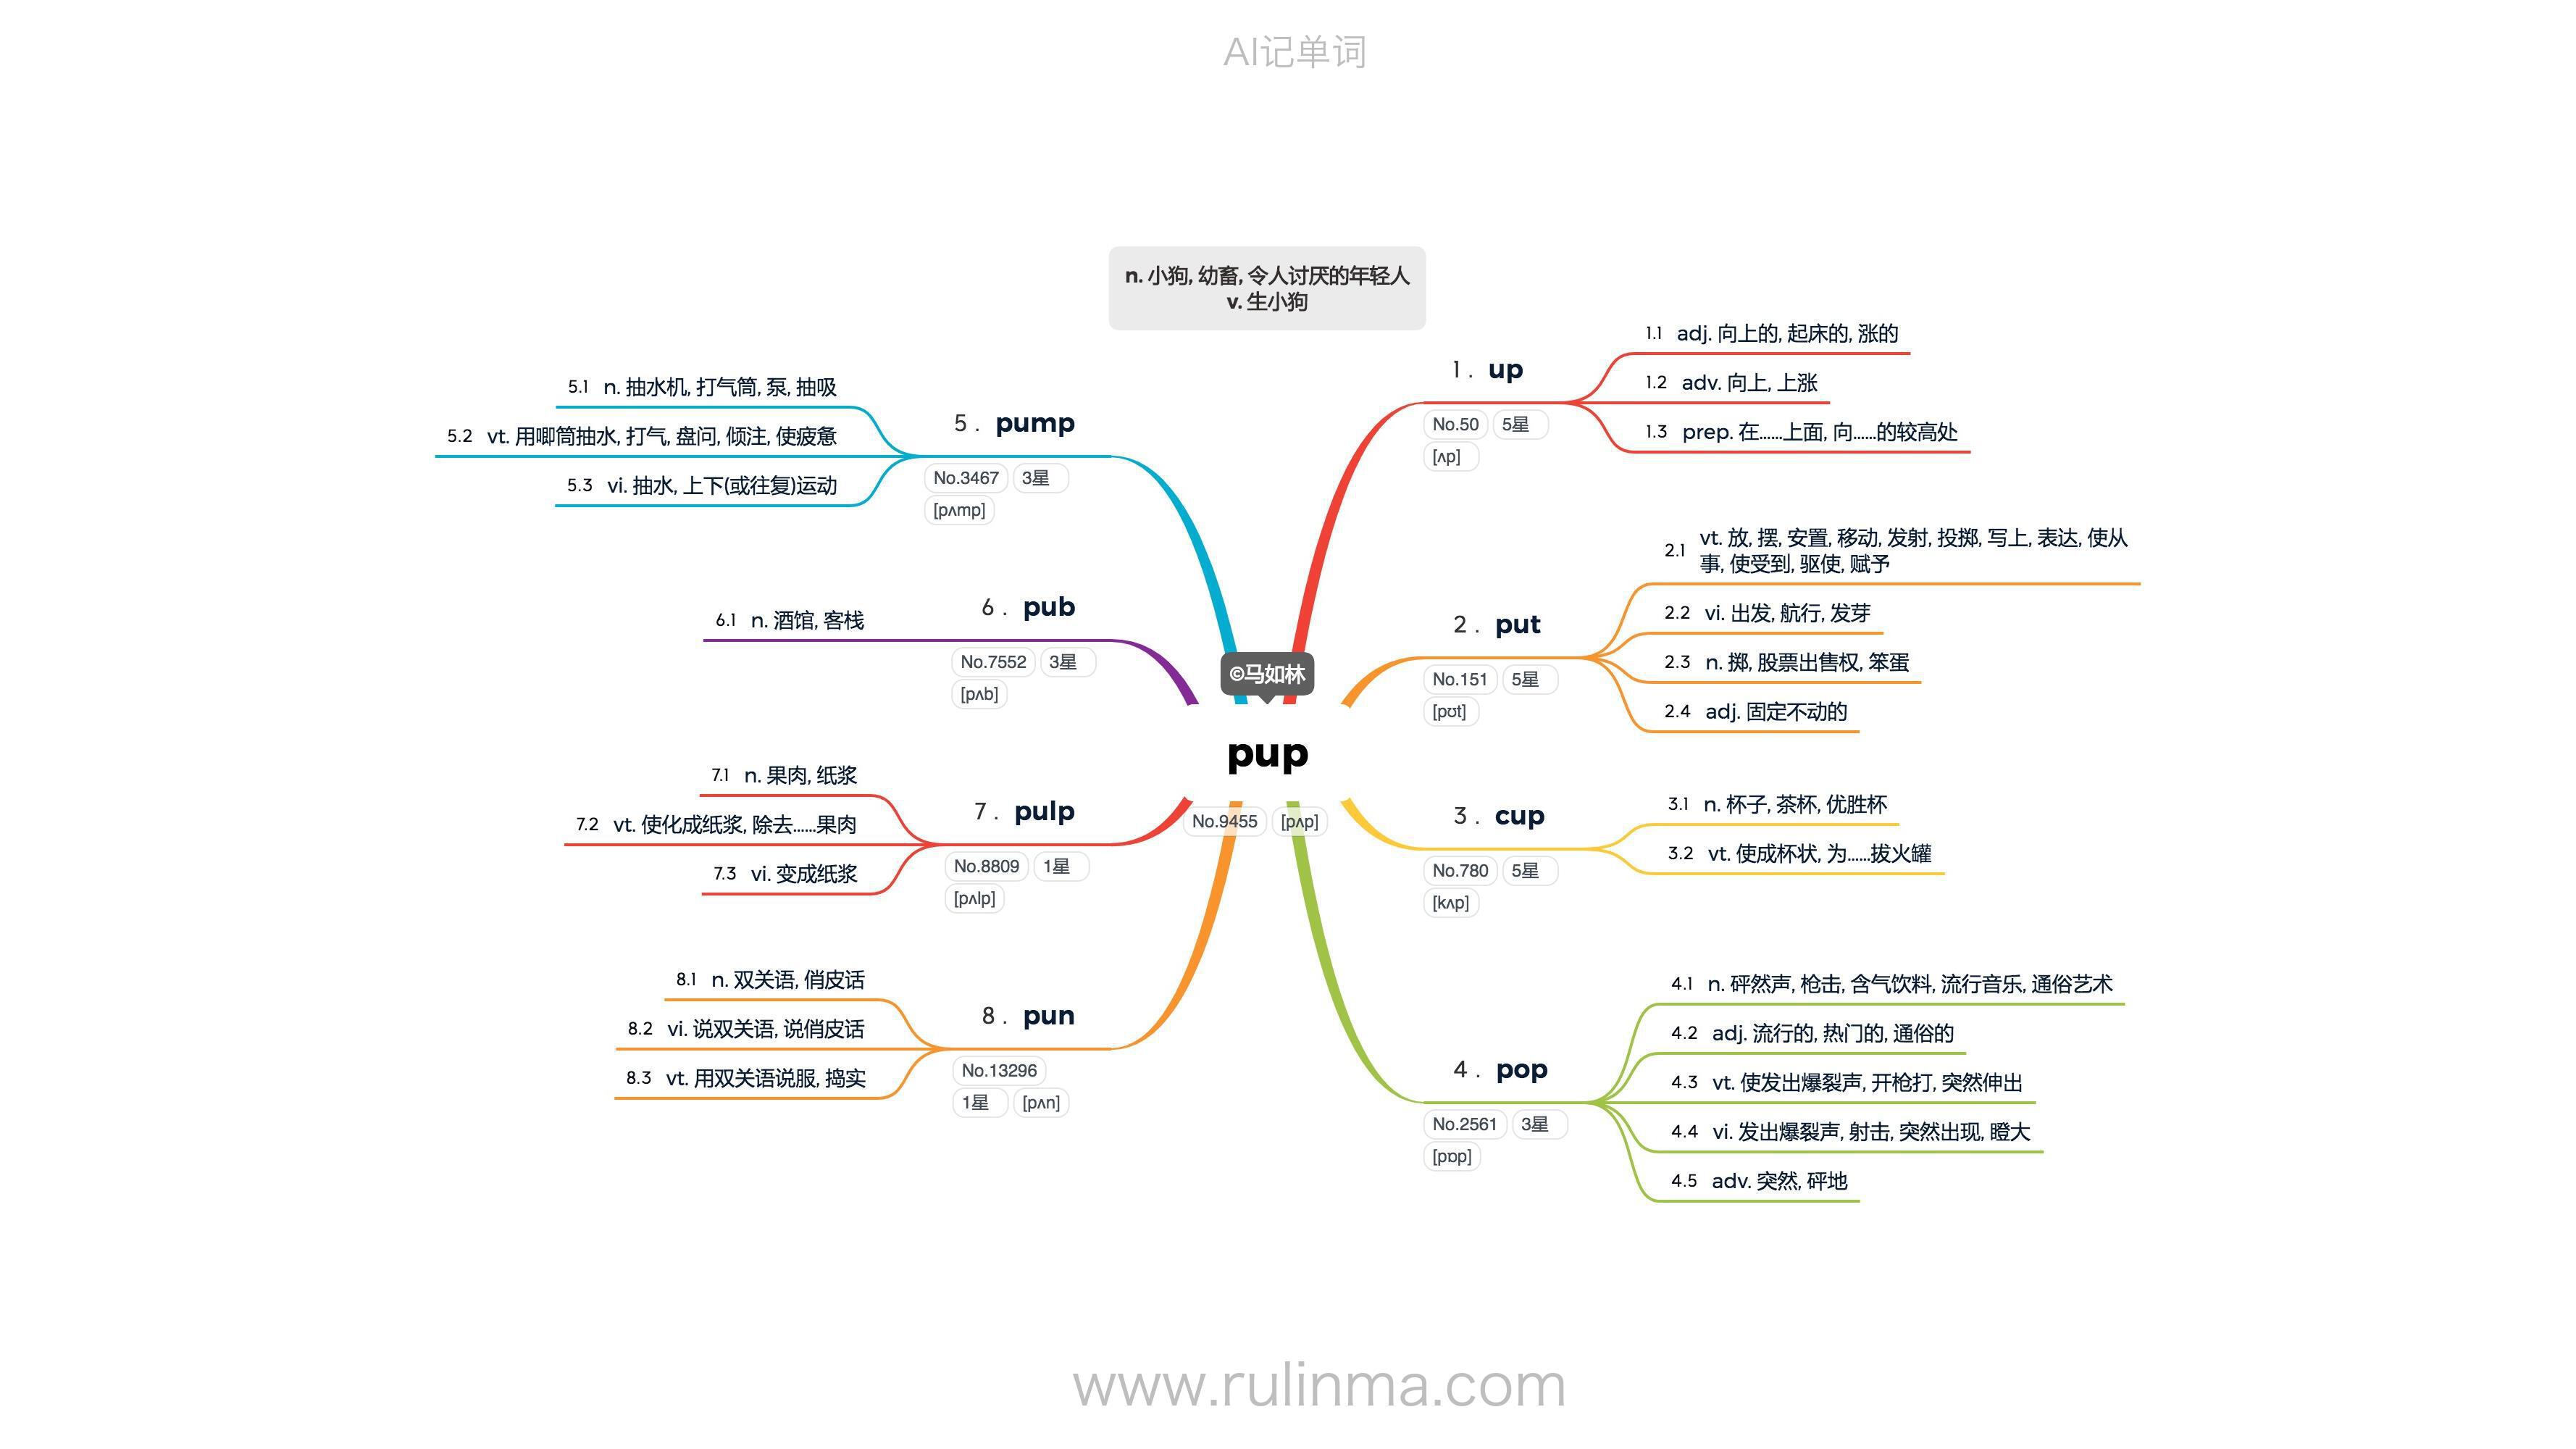 AI记单词
n. 小狗, 幼畜, 令人讨厌的年轻人
v. 生小狗
©马如林
pup
No.9455 [pʌp]
1. up
No.50 5星
[ʌp]
1.1 adj. 向上的, 起床的, 涨的
1.2 adv. 向上, 上涨
1.3 prep. 在……上面, 向……的较高处
2. put
No.151 5星
[pʊt]
2.1 vt. 放, 摆, 安置, 移动, 发射, 投掷, 写上, 表达, 使从
事, 使受到, 驱使, 赋予
2.2 vi. 出发, 航行, 发芽
2.3 n. 掷, 股票出售权, 笨蛋
2.4 adj. 固定不动的
3. cup
No.780 5星
[kʌp]
3.1 n. 杯子, 茶杯, 优胜杯
3.2 vt. 使成杯状, 为……拔火罐
4. pop
No.2561 3星
[pɒp]
4.1 n. 砰然声, 枪击, 含气饮料, 流行音乐, 通俗艺术
4.2 adj. 流行的, 热门的, 通俗的
4.3 vt. 使发出爆裂声, 开枪打, 突然伸出
4.4 vi. 发出爆裂声, 射击, 突然出现, 瞪大
4.5 adv. 突然, 砰地
5. pump
No.3467 3星
[pʌmp]
5.1 n. 抽水机, 打气筒, 泵, 抽吸
5.2 vt. 用唧筒抽水, 打气, 盘问, 倾注, 使疲惫
5.3 vi. 抽水, 上下(或往复)运动
6. pub
No.7552 3星
[pʌb]
6.1 n. 酒馆, 客栈
7. pulp
No.8809 1星
[pʌlp]
7.1 n. 果肉, 纸浆
7.2 vt. 使化成纸浆, 除去……果肉
7.3 vi. 变成纸浆
8. pun
No.13296
1星 [pʌn]
8.1 n. 双关语, 俏皮话
8.2 vi. 说双关语, 说俏皮话
8.3 vt. 用双关语说服, 捣实
www.rulinma.com